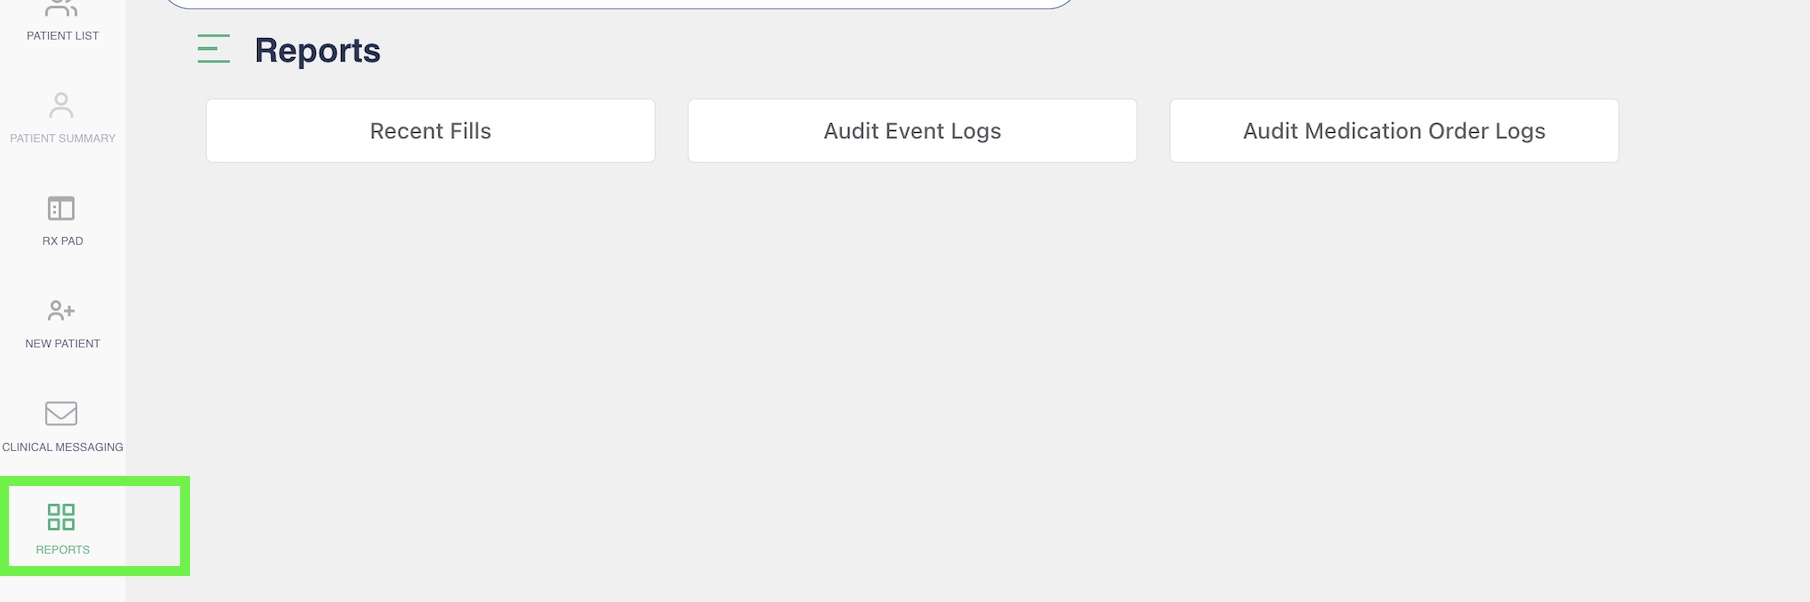 PATIENT LIST
PATIENT SUMMARY
RX PAD
NEW PATIENT
CLINICAL MESSAGING
REPORTS
Reports
Recent Fills
Audit Event Logs
Audit Medication Order Logs